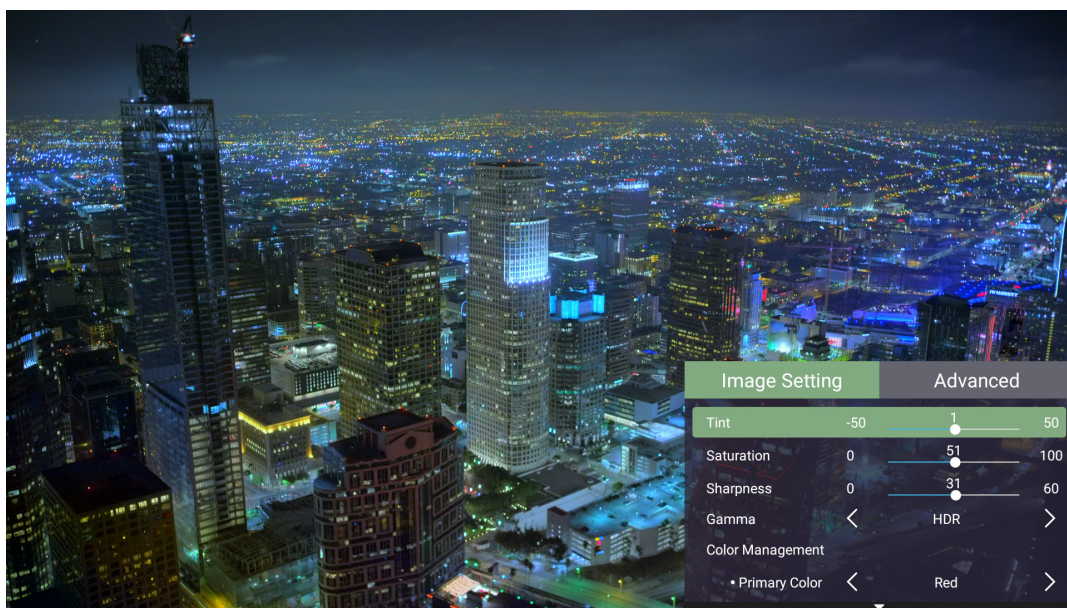 Image Setting Advanced
Tint -50 1 50
Saturation 0 51 100
Sharpness 0 31 60
Gamma HDR
Color Management
• Primary Color Red